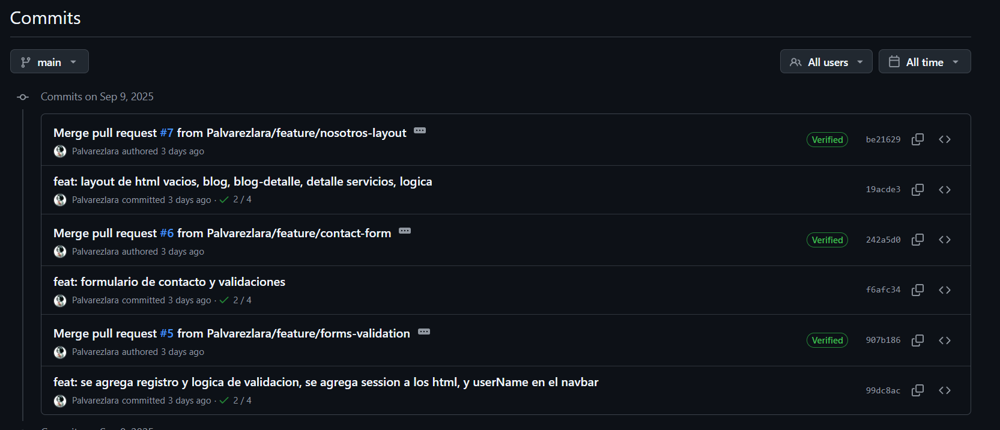 Commits
main
All users
All time
Commits on Sep 9, 2025
Merge pull request #7 from Palvarezlara/feature/nosotros-layout
Palvarezlara authored 3 days ago
Verified
be21629
feat: layout de html vacios, blog, blog-detalle, detalle servicios, logica
Palvarezlara committed 3 days ago · 2 / 4
19acde3
Merge pull request #6 from Palvarezlara/feature/contact-form
Palvarezlara authored 3 days ago
Verified
242a5d0
feat: formulario de contacto y validaciones
Palvarezlara committed 3 days ago · 2 / 4
f6afc34
Merge pull request #5 from Palvarezlara/feature/forms-validation
Palvarezlara authored 3 days ago
Verified
907b186
feat: se agrega registro y logica de validacion, se agrega session a los html, y userName en el navbar
Palvarezlara committed 3 days ago · 2 / 4
99dc8ac